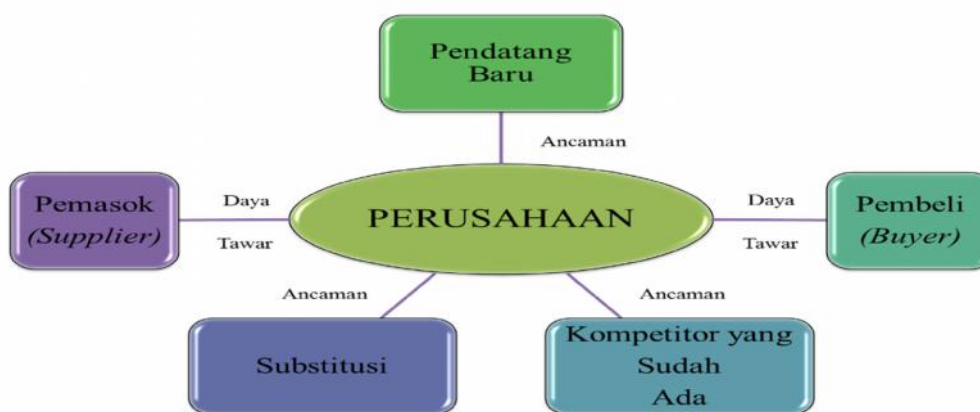 Pendatang
Baru
Ancaman
Pemasok
(Supplier)
Daya
Tawar
PERUSAHAAN
Daya
Tawar
Pembeli
(Buyer)
Ancaman
Ancaman
Substitusi
Kompetitor yang
Sudah
Ada